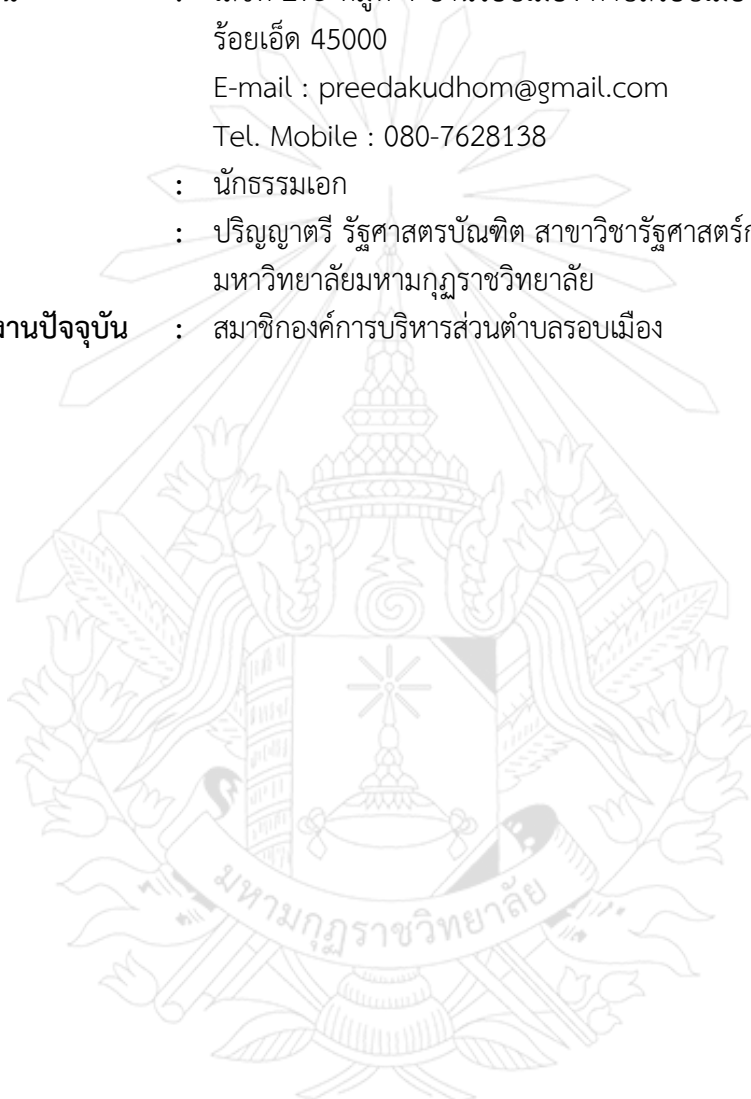 ร้อยเอ็ด 45000
E-mail : preedakudhom@gmail.com
Tel. Mobile : 080-7628138
: นักธรรมเอก
: ปริญญาตรี รัฐศาสตรบัณฑิต สาขาวิชารัฐศาสตร์
มหาวิทยาลัยมหามกุฏราชวิทยาลัย
งานปัจจุบัน : สมาชิกองค์การบริหารส่วนตำบลรอบเมือง
มหามกุฏราชวิทยาลัย